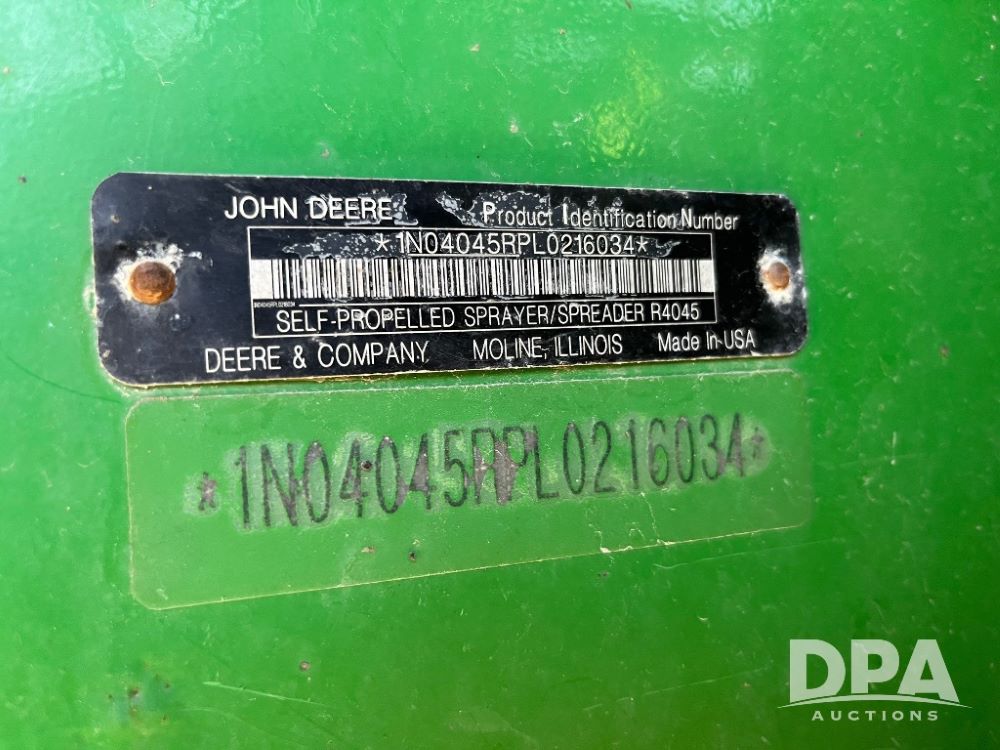 JOHN DEERE Product Identification Number
*1N04045RPL0216034*
1N04045RPL0216034
SELF-PROPELLED SPRAYER/SPREADER R4045
DEERE & COMPANY MOLINE, ILLINOIS Made In USA
*1N04045RPL0216034*
DPA
AUCTIONS